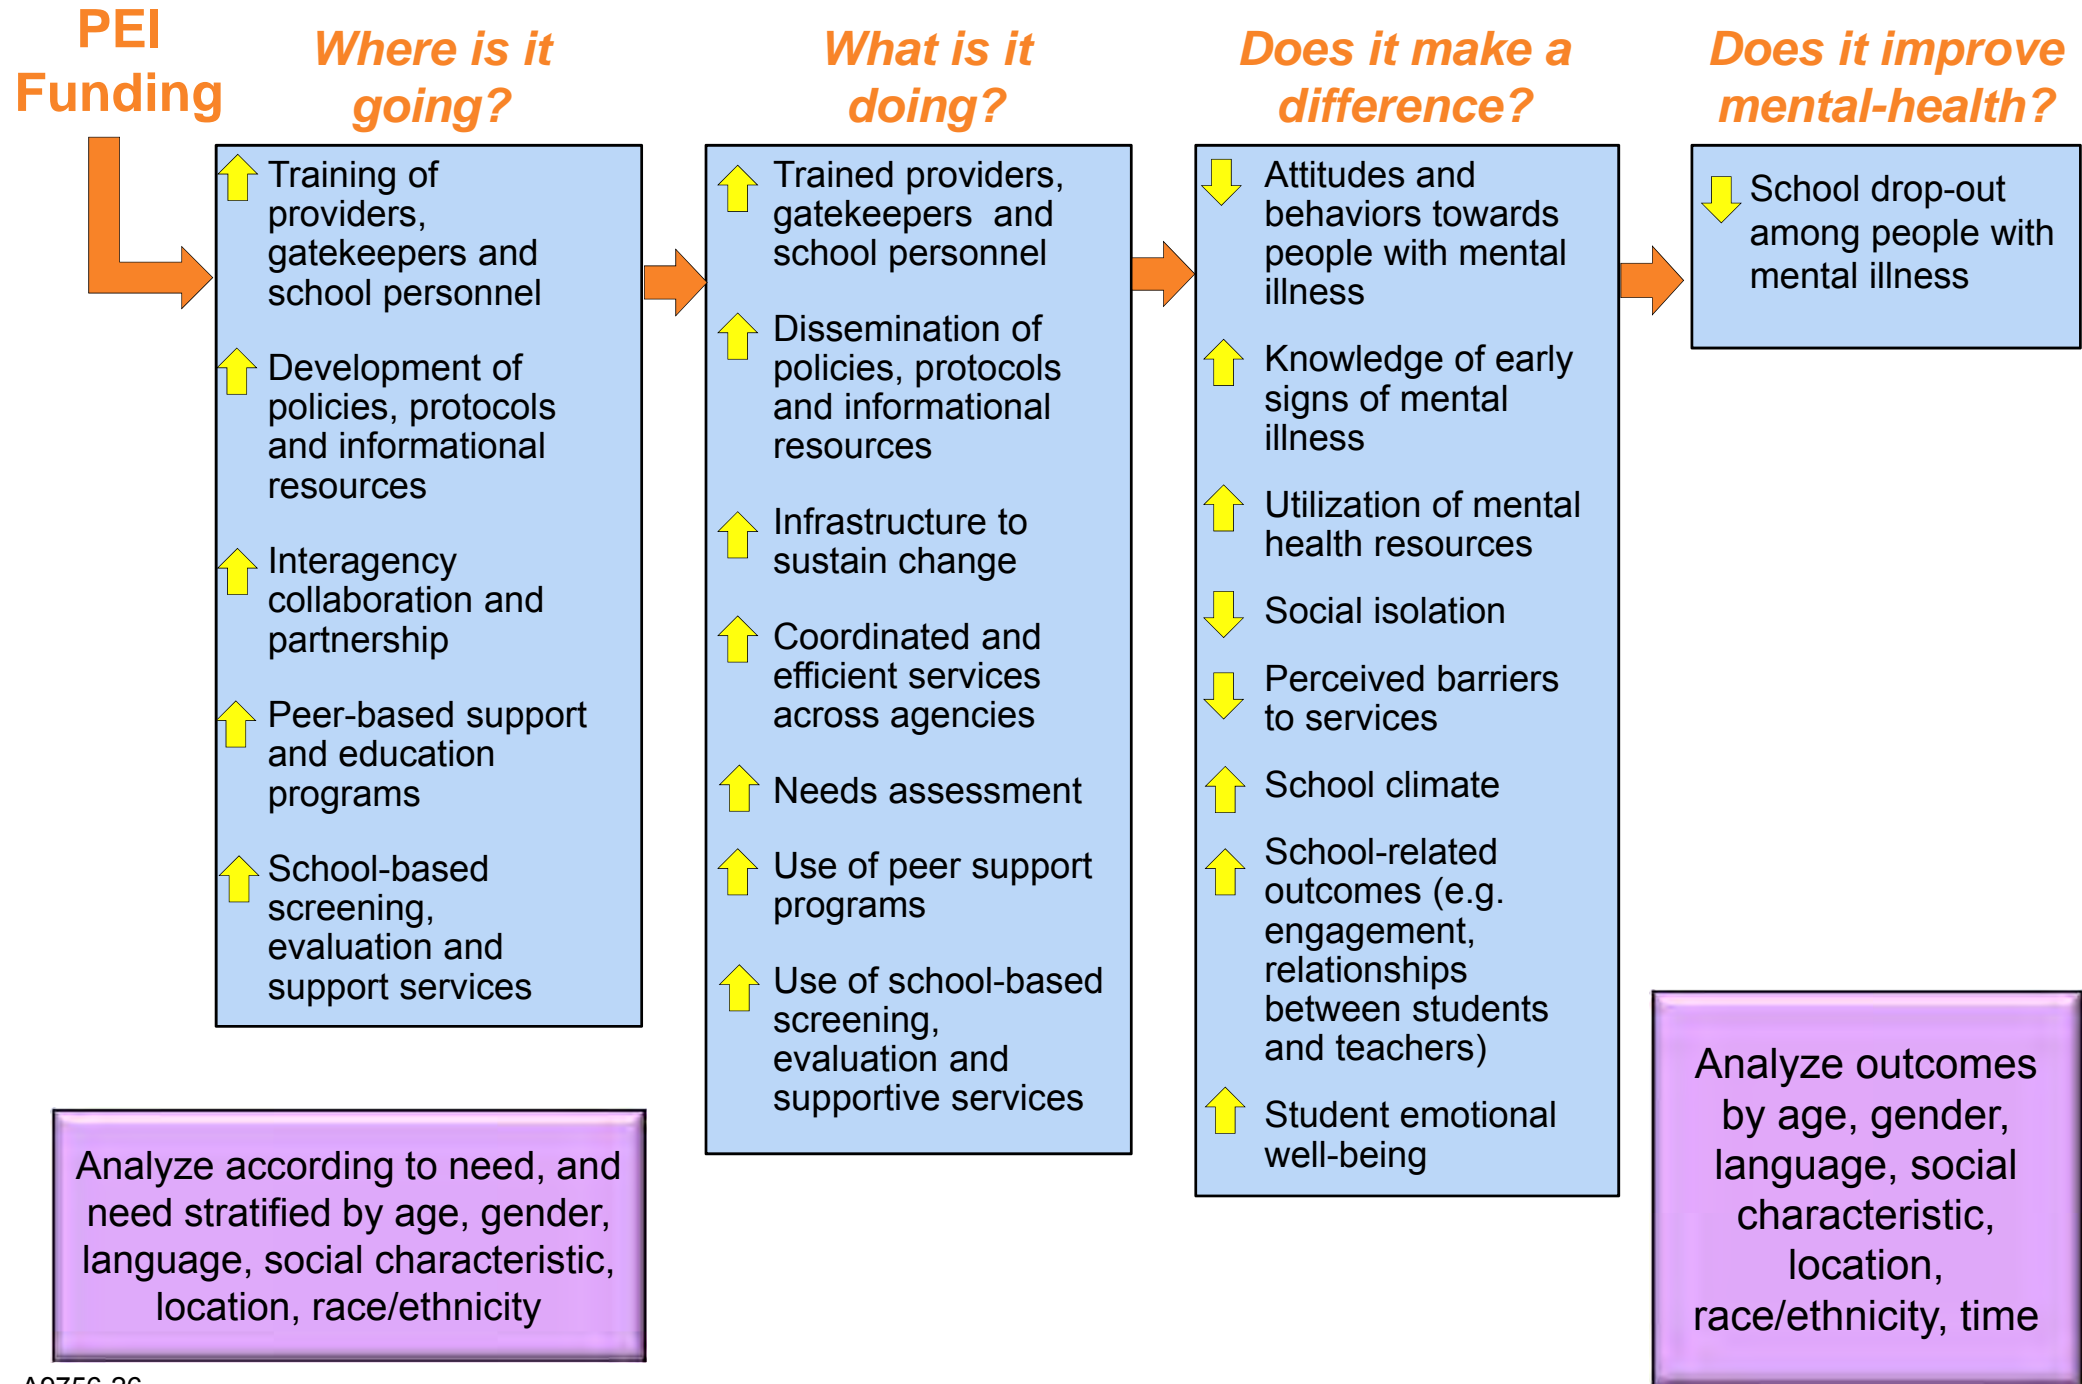 PEI
Funding
Where is it
going?
Training of
providers,
gatekeepers and
school personnel
Development of
policies, protocols
and informational
resources
Interagency
collaboration and
partnership
Peer-based support
and education
programs
School-based
screening,
evaluation and
support services
What is it
doing?
Trained providers,
gatekeepers and
school personnel
Dissemination of
policies, protocols
and informational
resources
Infrastructure to
sustain change
Coordinated and
efficient services
across agencies
Needs assessment
Use of peer support
programs
Use of school-based
screening,
evaluation and
supportive services
Does it make a
difference?
Attitudes and
behaviors towards
people with mental
illness
Knowledge of early
signs of mental
illness
Utilization of mental
health resources
Social isolation
Perceived barriers
to services
School climate
School-related
outcomes (e.g.
engagement,
relationships
between students
and teachers)
Student emotional
well-being
Does it improve
mental-health?
School drop-out
among people with
mental illness
Analyze according to need, and
need stratified by age, gender,
language, social characteristic,
location, race/ethnicity
Analyze outcomes
by age, gender,
language, social
characteristic,
location,
race/ethnicity, time